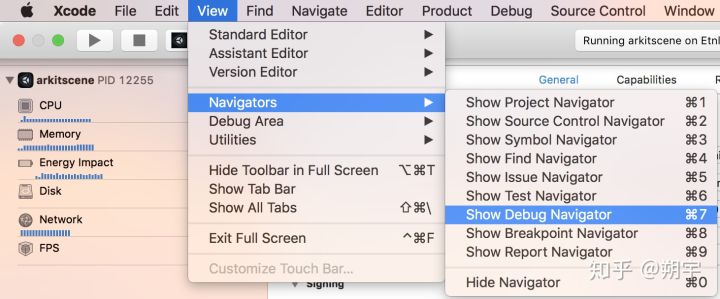 Xcode File Edit View Find Navigate Editor Product Debug Source Control Window
Running arkitscene on Etnl
arkitscene PID 12255
CPU
Memory
Energy Impact
Disk
Network
FPS
Standard Editor ▶
Assistant Editor ▶
Version Editor ▶
Navigators ▶
Debug Area ▶
Utilities ▶
Hide Toolbar in Full Screen ⌥⌘T
Show Tab Bar
Show All Tabs ⇧⌘\
Exit Full Screen ^⌘F
Customize Touch Bar...
General Capabilities R
Show Project Navigator ⌘1
Show Source Control Navigator ⌘2
Show Symbol Navigator ⌘3
Show Find Navigator ⌘4
Show Issue Navigator ⌘5
Show Test Navigator ⌘6
Show Debug Navigator ⌘7
Show Breakpoint Navigator ⌘8
Show Report Navigator ⌘9
Hide Navigator ⌘0
Signing
知乎 @朔宇